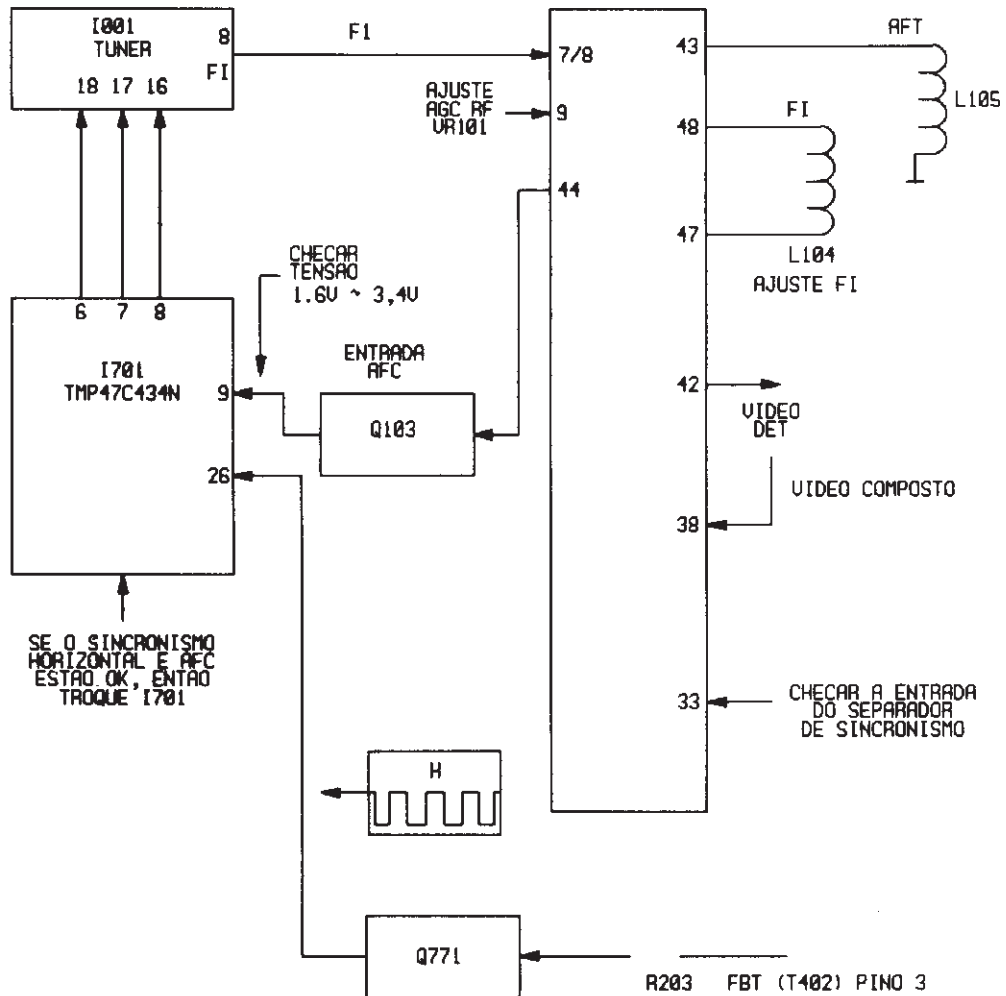 I001
TUNER
8
FI
18 17 16
F1
7/8
AJUSTE
AGC RF
VR101
9
44
43
AFT
L105
48
FI
47
L104
AJUSTE FI
CHECAR
TENSAO
1.6V ~ 3,4V
6 7 8
I701
TMP47C434N
9
26
ENTRADA
AFC
Q103
42
VIDEO
DET
VIDEO COMPOSTO
38
SE O SINCRONISMO
HORIZONTAL E AFC
ESTAO OK, ENTAO
TROQUE I701
33
CHECAR A ENTRADA
DO SEPARADOR
DE SINCRONISMO
H
Q771
R203 FBT (T402) PINO 3